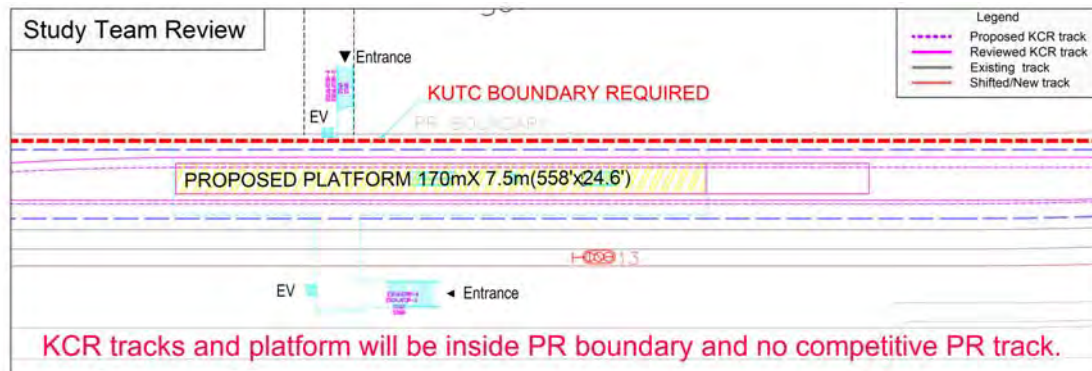 Study Team Review
Legend
Proposed KCR track
Reviewed KCR track
Existing track
Shifted/New track
▼ Entrance
EV
KUTC BOUNDARY REQUIRED
PR BOUNDARY
PROPOSED PLATFORM 170mX 7.5m(558'x24.6')
13
EV
◄ Entrance
KCR tracks and platform will be inside PR boundary and no competitive PR track.